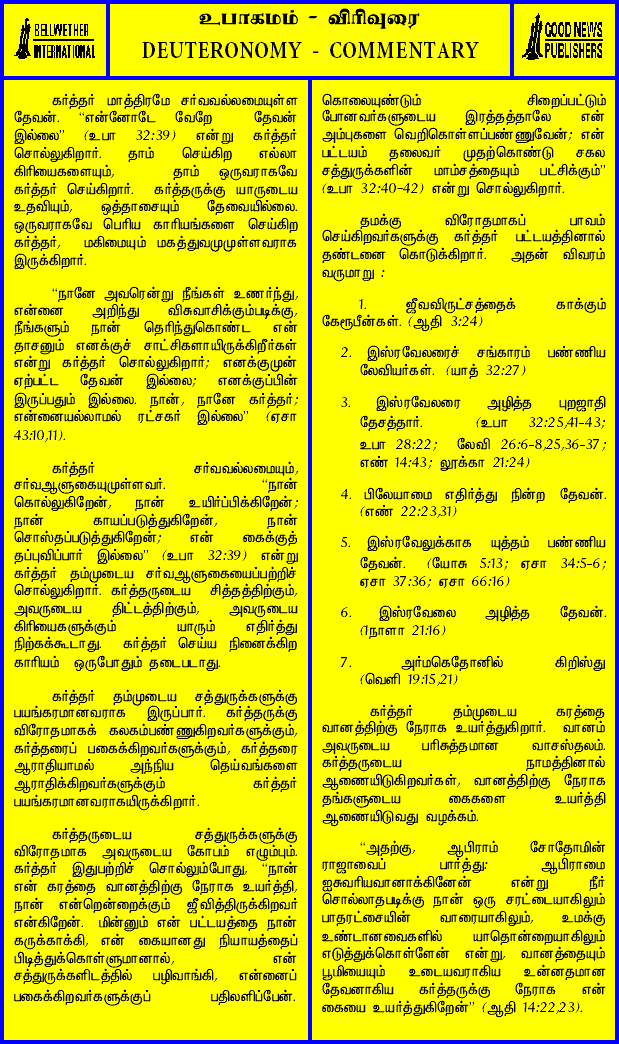 BELLWETHER
INTERNATIONAL
உபாகமம் - விரிவுரை
DEUTERONOMY - COMMENTARY
GOOD NEWS
PUBLISHERS
கர்த்தர் மாத்திரமே சர்வவல்லமையுள்ள
தேவன். “என்னோடே வேறே தேவன்
இல்லை” (உபா 32:39) என்று கர்த்தர்
சொல்லுகிறார். தாம் செய்கிற எல்லா
கிரியைகளையும், தாம் ஒருவராகவே
கர்த்தர் செய்கிறார். கர்த்தருக்கு யாருடைய
உதவியும், ஒத்தாசையும் தேவையில்லை.
ஒருவராகவே பெரிய காரியங்களை செய்கிற
கர்த்தர், மகிமையும் மகத்துவமுமுள்ளவராக
இருக்கிறார்.
“நானே அவரென்று நீங்கள் உணர்ந்து,
என்னை அறிந்து விசுவாசிக்கும்படிக்கு,
நீங்களும் நான் தெரிந்துகொண்ட என்
தாசனும் எனக்குச் சாட்சிகளாயிருக்கிறீர்கள்
என்று கர்த்தர் சொல்லுகிறார்; எனக்குமுன்
ஏற்பட்ட தேவன் இல்லை; எனக்குப்பின்
இருப்பதும் இல்லை. நான், நானே கர்த்தர்;
என்னையல்லாமல் ரட்சகர் இல்லை” (ஏசா
43:10,11).
கர்த்தர் சர்வவல்லமையும்,
சர்வஆளுகையுமுள்ளவர். “நான்
கொல்லுகிறேன், நான் உயிர்ப்பிக்கிறேன்;
நான் காயப்படுத்துகிறேன், நான்
சொஸ்தப்படுத்துகிறேன்; என் கைக்குத்
தப்புவிப்பார் இல்லை” (உபா 32:39) என்று
கர்த்தர் தம்முடைய சர்வஆளுகையைப்பற்றிச்
சொல்லுகிறார். கர்த்தருடைய சித்தத்திற்கும்,
அவருடைய திட்டத்திற்கும், அவருடைய
கிரியைகளுக்கும் யாரும் எதிர்த்து
நிற்கக்கூடாது. கர்த்தர் செய்ய நினைக்கிற
காரியம் ஒருபோதும் தடைபடாது.
கர்த்தர் தம்முடைய சத்துருக்களுக்கு
பயங்கரமானவராக இருப்பார். கர்த்தருக்கு
விரோதமாகக் கலகம்பண்ணுகிறவர்களுக்கும்,
கர்த்தரைப் பகைக்கிறவர்களுக்கும், கர்த்தரை
ஆராதியாமல் அந்நிய தெய்வங்களை
ஆராதிக்கிறவர்களுக்கும் கர்த்தர்
பயங்கரமானவராகயிருக்கிறார்.
கர்த்தருடைய சத்துருக்களுக்கு
விரோதமாக அவருடைய கோபம் எழும்பும்.
கர்த்தர் இதுபற்றிச் சொல்லும்போது, “நான்
என் கரத்தை வானத்திற்கு நேராக உயர்த்தி,
நான் என்றென்றைக்கும் ஜீவித்திருக்கிறவர்
என்கிறேன். மின்னும் என் பட்டயத்தை நான்
கருக்காக்கி, என் கையானது நியாயத்தைப்
பிடித்துக்கொள்ளுமானால், என்
சத்துருக்களிடத்தில் பழிவாங்கி, என்னைப்
பகைக்கிறவர்களுக்குப் பதிலளிப்பேன்.
கொலையுண்டும் சிறைப்பட்டும்
போனவர்களுடைய இரத்தத்தாலே என்
அம்புகளை வெறிகொள்ளப்பண்ணுவேன்; என்
பட்டயம் தலைவர் முதற்கொண்டு சகல
சத்துருக்களின் மாம்சத்தையும் பட்சிக்கும்”
(உபா 32:40-42) என்று சொல்லுகிறார்.
தமக்கு விரோதமாகப் பாவம்
செய்கிறவர்களுக்கு கர்த்தர் பட்டயத்தினால்
தண்டனை கொடுக்கிறார். அதன் விவரம்
வருமாறு :
1. ஜீவவிருட்சத்தைக் காக்கும்
கேரூபீன்கள். (ஆதி 3:24)
2. இஸ்ரவேலரைச் சங்காரம் பண்ணிய
லேவியர்கள். (யாத் 32:27)
3. இஸ்ரவேலரை அழித்த புறஜாதி
தேசத்தார். (உபா 32:25,41-43;
உபா 28:22; லேவி 26:6-8,25,36-37;
எண் 14:43; லூக்கா 21:24)
4. பிலேயாமை எதிர்த்து நின்ற தேவன்.
(எண் 22:23,31)
5. இஸ்ரவேலுக்காக யுத்தம் பண்ணிய
தேவன். (யோசு 5:13; ஏசா 34:5-6;
ஏசா 37:36; ஏசா 66:16)
6. இஸ்ரவேலை அழித்த தேவன்.
(1நாளா 21:16)
7. அர்மகெதோனில் கிறிஸ்து
(வெளி 19:15,21)
கர்த்தர் தம்முடைய கரத்தை
வானத்திற்கு நேராக உயர்த்துகிறார். வானம்
அவருடைய பரிசுத்தமான வாசஸ்தலம்.
கர்த்தருடைய நாமத்தினால்
ஆணையிடுகிறவர்கள், வானத்திற்கு நேராக
தங்களுடைய கைகளை உயர்த்தி
ஆணையிடுவது வழக்கம்.
“அதற்கு, ஆபிராம் சோதோமின்
ராஜாவைப் பார்த்து: ஆபிராமை
ஐசுவரியவானாக்கினேன் என்று நீர்
சொல்லாதபடிக்கு நான் ஒரு சரட்டையாகிலும்
பாதரட்சையின் வாரையாகிலும், உமக்கு
உண்டானவைகளில் யாதொன்றையாகிலும்
எடுத்துக்கொள்ளேன் என்று, வானத்தையும்
பூமியையும் உடையவராகிய உன்னதமான
தேவனாகிய கர்த்தருக்கு நேராக என்
கையை உயர்த்துகிறேன்” (ஆதி 14:22,23).